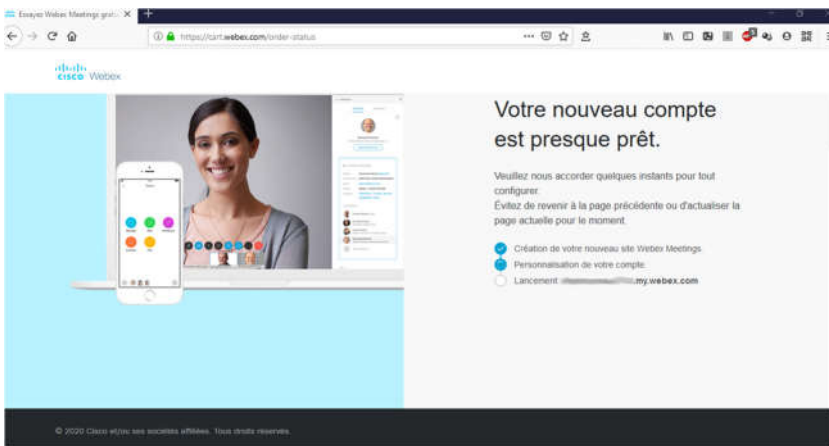 Essayez Webex Meetings grat
https://cart.webex.com/order-status
cisco Webex
Votre nouveau compte
est presque prêt.
Veuillez nous accorder quelques instants pour tout
configurer.
Évitez de revenir à la page précédente ou d'actualiser la
page actuelle pour le moment.
Création de votre nouveau site Webex Meetings.
Personnalisation de votre compte.
Lancement .my.webex.com
© 2020 Cisco et/ou ses sociétés affiliées. Tous droits réservés.